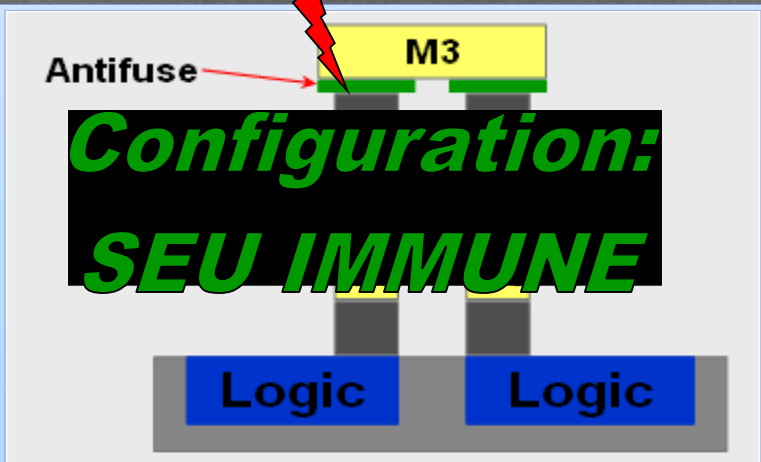 M3
Antifuse
Configuration:
SEU IMMUNE
Logic Logic